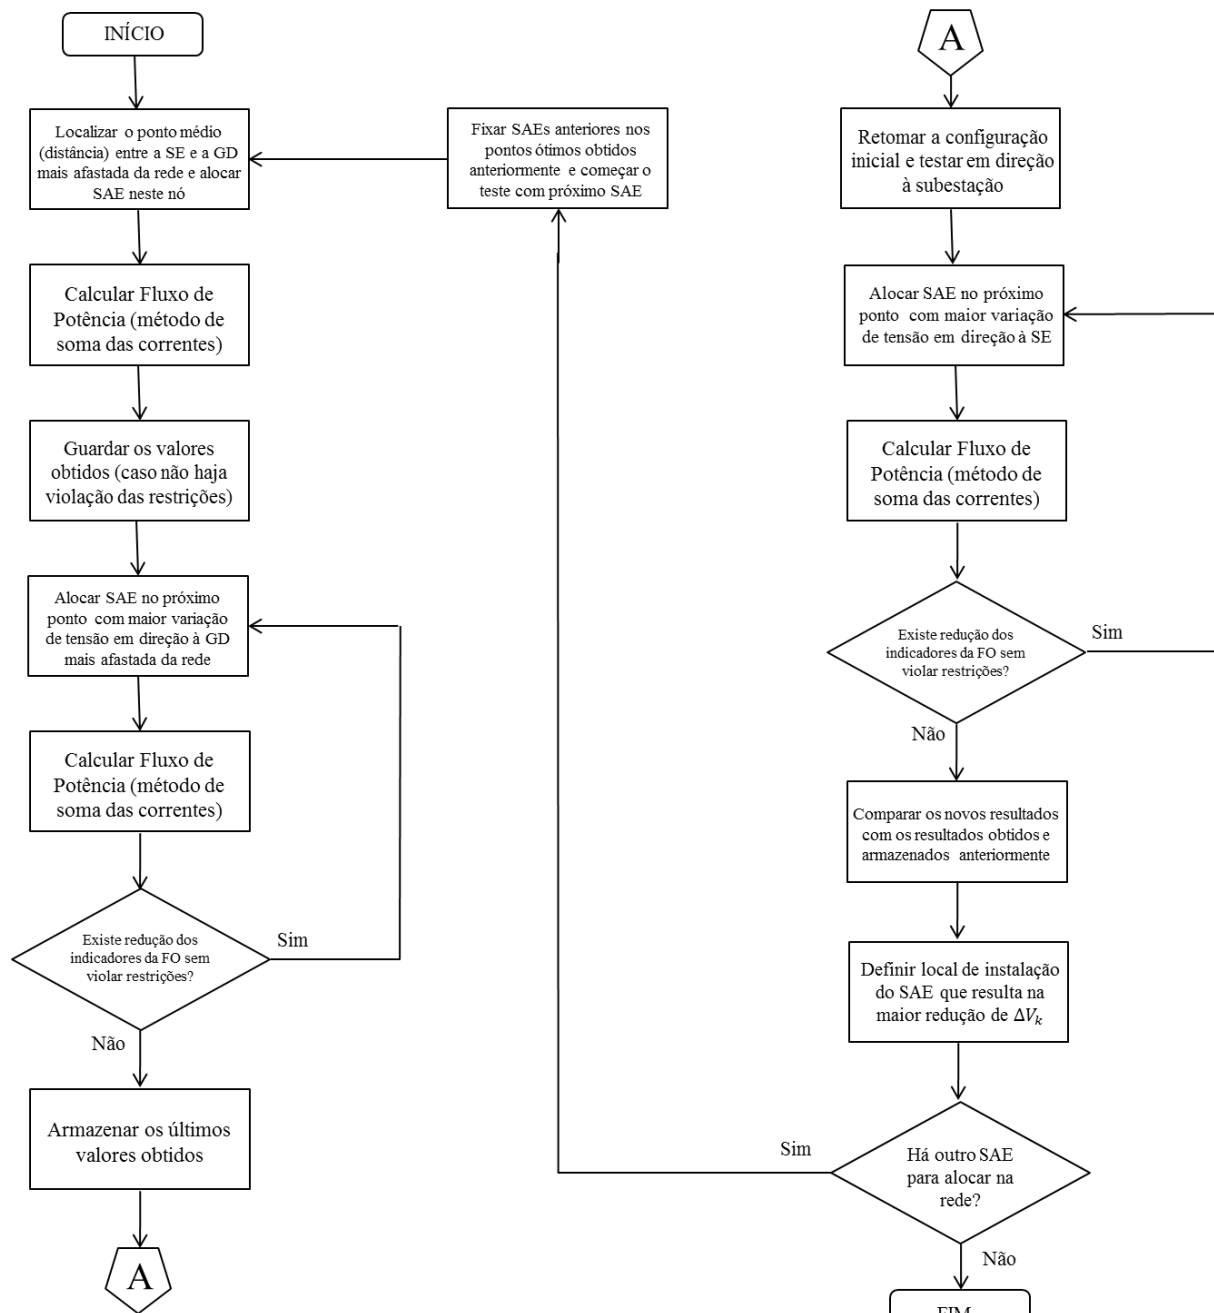 INÍCIO
Localizar o ponto médio
(distância) entre a SE e a GD
mais afastada da rede e alocar
SAE neste nó
Calcular Fluxo de
Potência (método de
soma das correntes)
Guardar os valores
obtidos (caso não haja
violação das restrições)
Alocar SAE no próximo
ponto com maior variação
de tensão em direção à GD
mais afastada da rede
Calcular Fluxo de
Potência (método de
soma das correntes)
Existe redução dos
indicadores da FO sem
violar restrições?
Sim
Não
Armazenar os últimos
valores obtidos
A
Fixar SAEs anteriores nos
pontos ótimos obtidos
anteriormente e começar o
teste com próximo SAE
A
Retomar a configuração
inicial e testar em direção
à subestação
Alocar SAE no próximo
ponto com maior variação
de tensão em direção à SE
Calcular Fluxo de
Potência (método de
soma das correntes)
Existe redução dos
indicadores da FO sem
violar restrições?
Sim
Não
Comparar os novos resultados
com os resultados obtidos e
armazenados anteriormente
Definir local de instalação
do SAE que resulta na
maior redução de ΔVₖ
Há outro SAE
para alocar na
rede?
Sim
Não
FIM